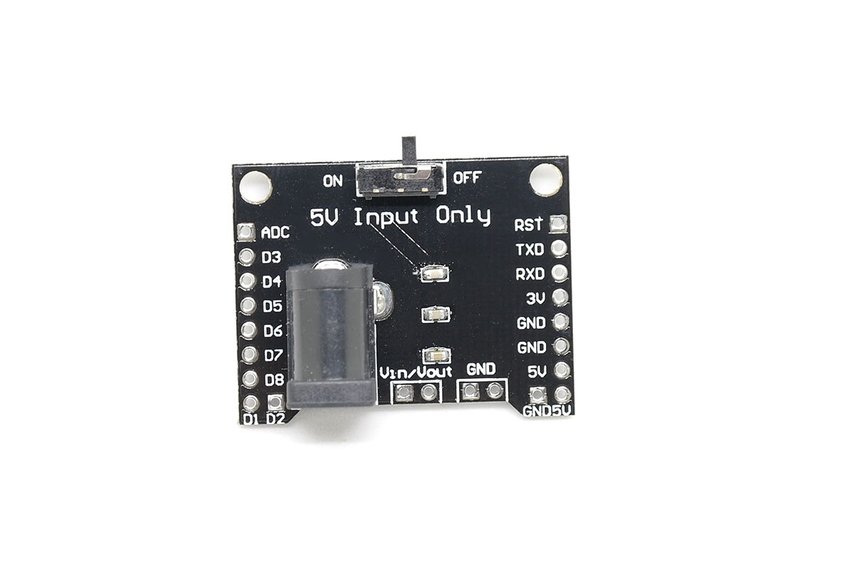 ON OFF
5V Input Only
ADC
D3
D4
D5
D6
D7
D8
D1 D2
RST
TXD
RXD
3V
GND
GND
5V
GND5V
Vin/Vout GND